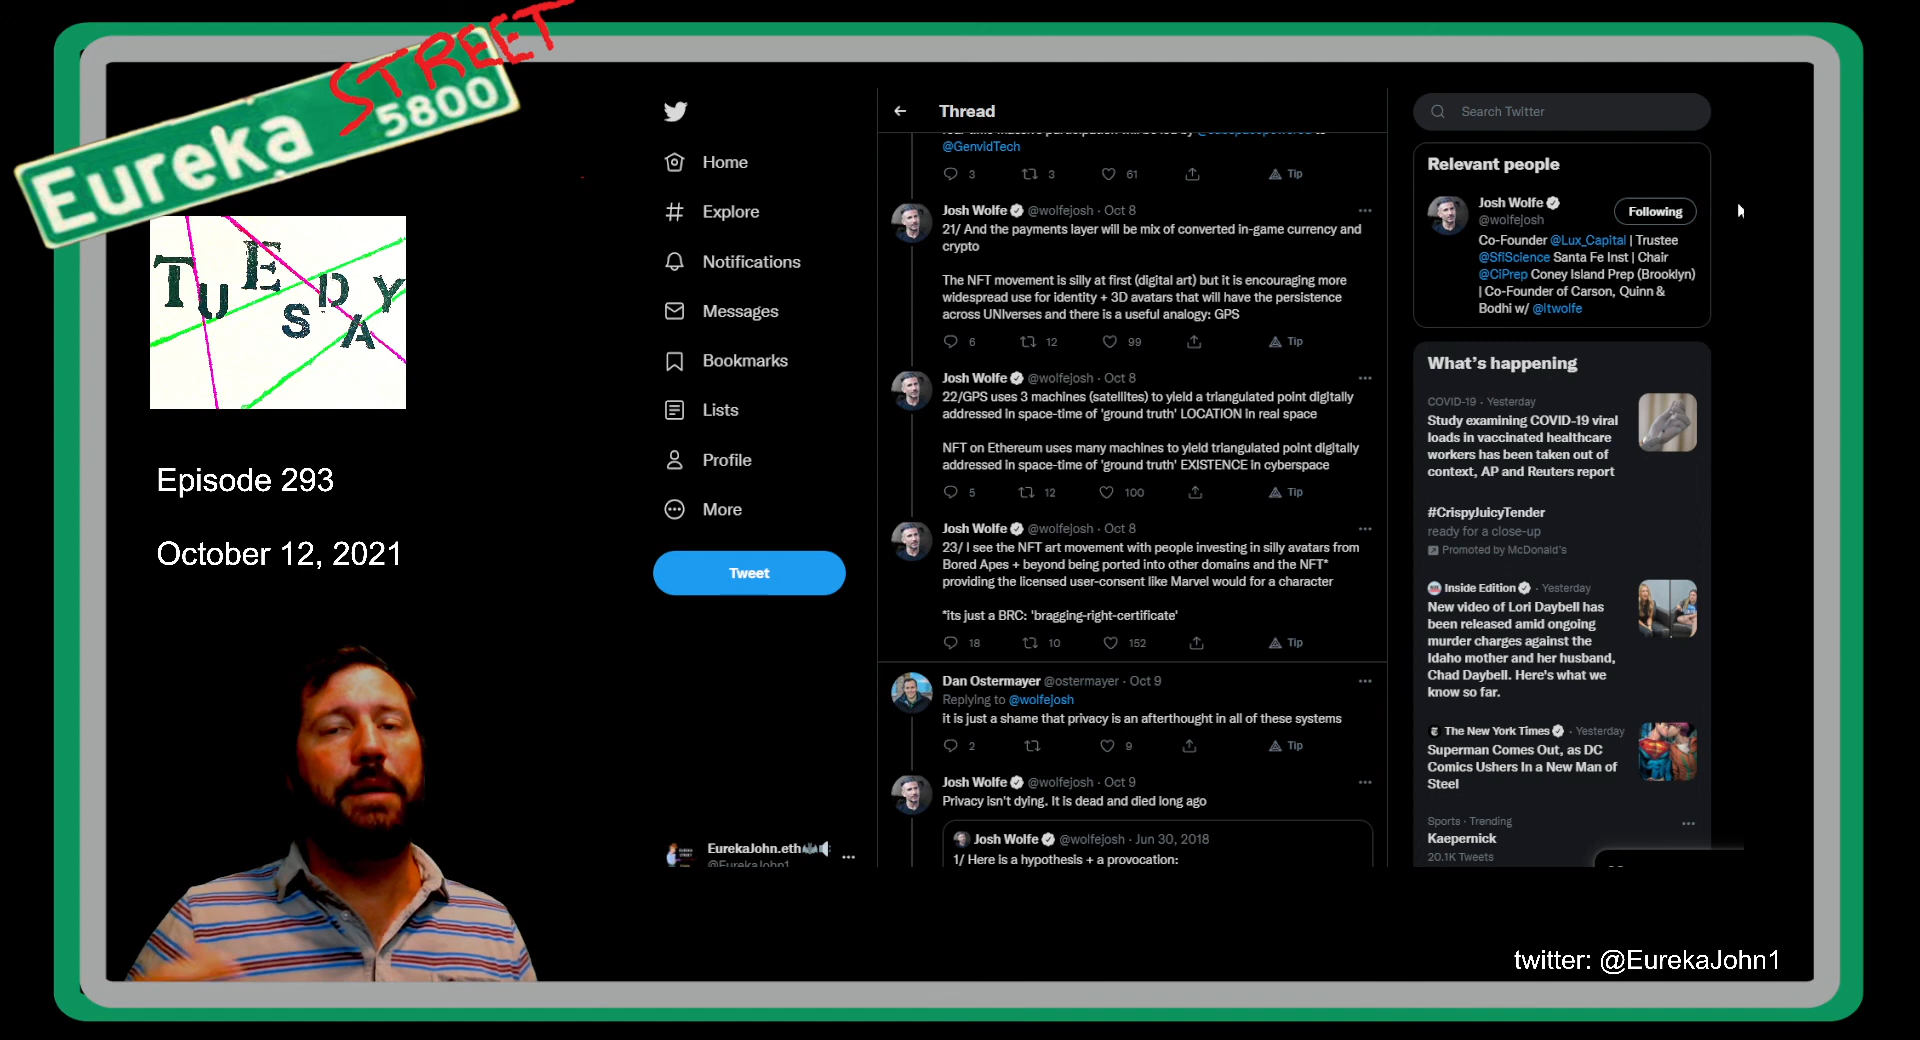 Eureka STREET
5800
TUESDAY
Episode 293
October 12, 2021
Home
Explore
Notifications
Messages
Bookmarks
Lists
Profile
More
Tweet
EurekaJohn.eth
@EurekaJohn1
Thread
@GenvidTech
3 3 61 Tip
Josh Wolfe @wolfejosh · Oct 8
21/ And the payments layer will be mix of converted in-game currency and
crypto
The NFT movement is silly at first (digital art) but it is encouraging more
widespread use for identity + 3D avatars that will have the persistence
across UNIverses and there is a useful analogy: GPS
6 12 99 Tip
Josh Wolfe @wolfejosh · Oct 8
22/GPS uses 3 machines (satellites) to yield a triangulated point digitally
addressed in space-time of 'ground truth' LOCATION in real space
NFT on Ethereum uses many machines to yield triangulated point digitally
addressed in space-time of 'ground truth' EXISTENCE in cyberspace
5 12 100 Tip
Josh Wolfe @wolfejosh · Oct 8
23/ I see the NFT art movement with people investing in silly avatars from
Bored Apes + beyond being ported into other domains and the NFT*
providing the licensed user-consent like Marvel would for a character
*its just a BRC: 'bragging-right-certificate'
18 10 152 Tip
Dan Ostermayer @ostermayer · Oct 9
Replying to @wolfejosh
it is just a shame that privacy is an afterthought in all of these systems
2 9 Tip
Josh Wolfe @wolfejosh · Oct 9
Privacy isn't dying. It is dead and died long ago
Josh Wolfe @wolfejosh · Jun 30, 2018
1/ Here is a hypothesis + a provocation:
Search Twitter
Relevant people
Josh Wolfe
@wolfejosh
Following
Co-Founder @Lux_Capital | Trustee
@SfiScience Santa Fe Inst | Chair
@CiPrep Coney Island Prep (Brooklyn)
| Co-Founder of Carson, Quinn &
Bodhi w/ @ltwolfe
What's happening
COVID-19 · Yesterday
Study examining COVID-19 viral
loads in vaccinated healthcare
workers has been taken out of
context, AP and Reuters report
#CrispyJuicyTender
ready for a close-up
Promoted by McDonald's
Inside Edition · Yesterday
New video of Lori Daybell has
been released amid ongoing
murder charges against the
Idaho mother and her husband,
Chad Daybell. Here's what we
know so far.
The New York Times · Yesterday
Superman Comes Out, as DC
Comics Ushers In a New Man of
Steel
Sports · Trending
Kaepernick
20.1K Tweets
twitter: @EurekaJohn1